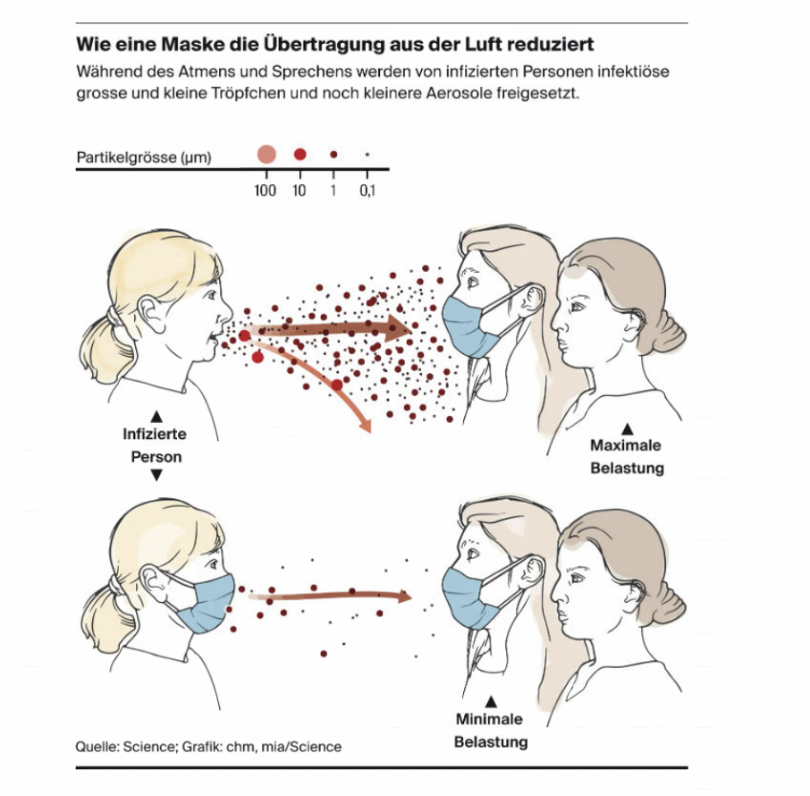 Wie eine Maske die Übertragung aus der Luft reduziert
Während des Atmens und Sprechens werden von infizierten Personen infektiöse
grosse und kleine Tröpfchen und noch kleinere Aerosole freigesetzt.
Partikelgrösse (µm)
100 10 1 0,1
Infizierte
Person
Maximale
Belastung
Minimale
Belastung
Quelle: Science; Grafik: chm, mia/Science